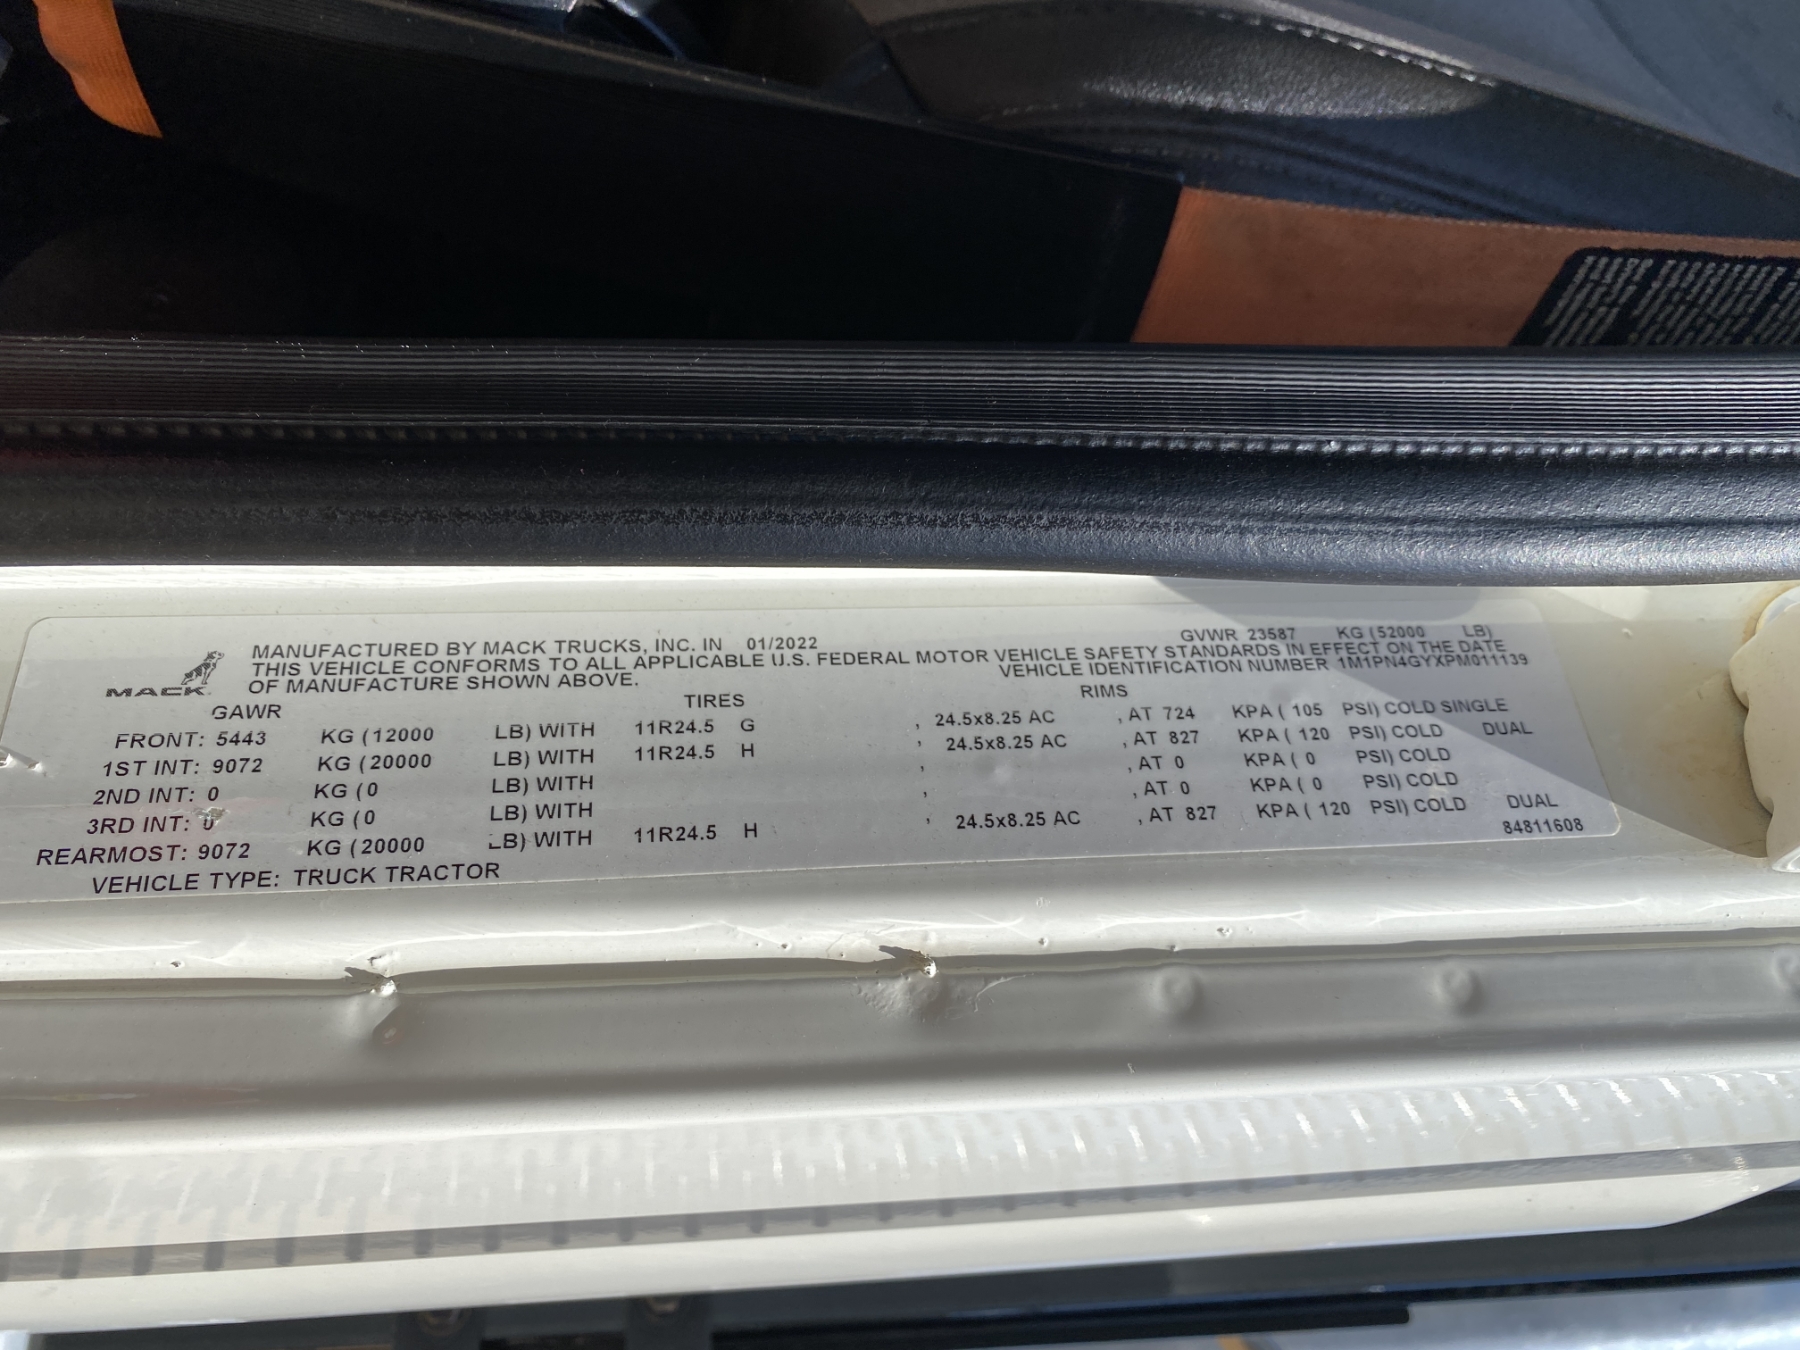 MANUFACTURED BY MACK TRUCKS, INC. IN 01/2022 GVWR 23587 KG (52000 LB)
THIS VEHICLE CONFORMS TO ALL APPLICABLE U.S. FEDERAL MOTOR VEHICLE SAFETY STANDARDS IN EFFECT ON THE DATE
OF MANUFACTURE SHOWN ABOVE. VEHICLE IDENTIFICATION NUMBER 1M1PN4GYXPM011139
MACK
GAWR TIRES RIMS
FRONT: 5443 KG (12000 LB) WITH 11R24.5 G , 24.5x8.25 AC , AT 724 KPA ( 105 PSI) COLD SINGLE
1ST INT: 9072 KG (20000 LB) WITH 11R24.5 H , 24.5x8.25 AC , AT 827 KPA ( 120 PSI) COLD DUAL
2ND INT: 0 KG (0 LB) WITH , , AT 0 KPA ( 0 PSI) COLD
3RD INT: 0 KG (0 LB) WITH , , AT 0 KPA ( 0 PSI) COLD
REARMOST: 9072 KG (20000 LB) WITH 11R24.5 H , 24.5x8.25 AC , AT 827 KPA ( 120 PSI) COLD DUAL
VEHICLE TYPE: TRUCK TRACTOR 84811608